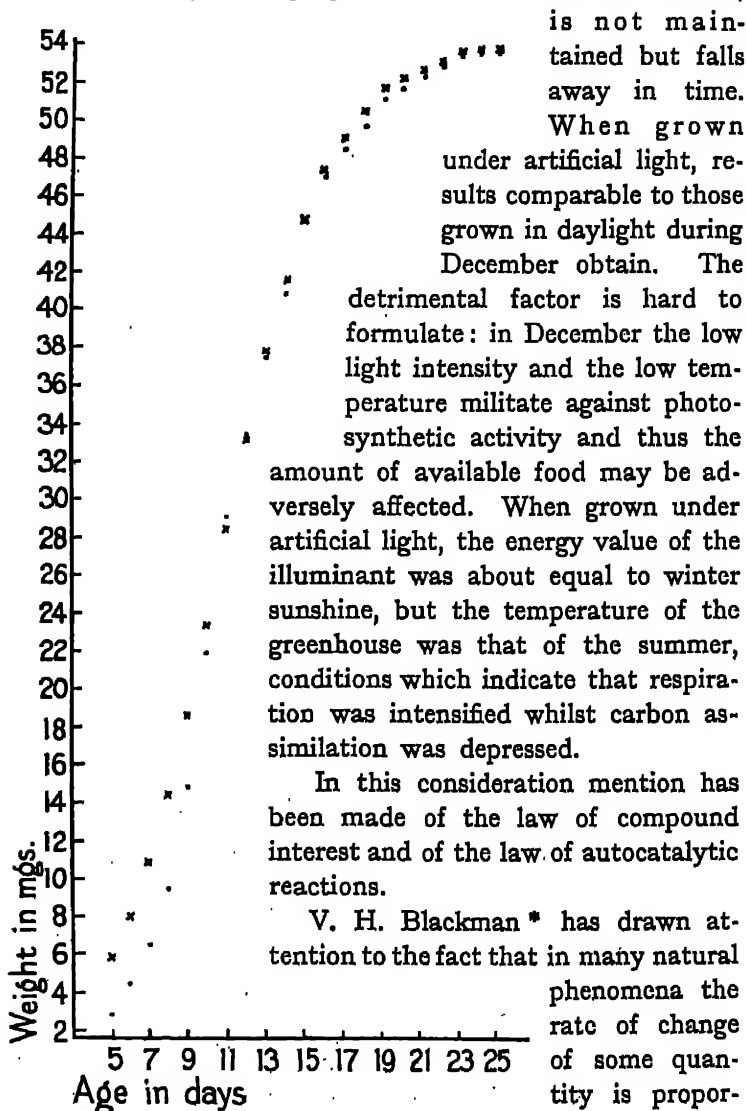 is not main-
tained but falls
away in time.
When grown
under artificial light, re-
sults comparable to those
grown in daylight during
December obtain. The
detrimental factor is hard to
formulate: in December the low
light intensity and the low tem-
perature militate against photo-
synthetic activity and thus the
amount of available food may be ad-
versely affected. When grown under
artificial light, the energy value of the
illuminant was about equal to winter
sunshine, but the temperature of the
greenhouse was that of the summer,
conditions which indicate that respira-
tion was intensified whilst carbon as-
similation was depressed.
In this consideration mention has
been made of the law of compound
interest and of the law of autocatalytic
reactions.
V. H. Blackman * has drawn at-
tention to the fact that in many natural
phenomena the
rate of change
of some quan-
tity is propor-
54
52
50
48
46
44
42
40
38
36
34
32
30
28
26
24
22
20
18
16
14
12
10
8
6
4
2
Weight in mgs.
5 7 9 11 13 15 17 19 21 23 25
Age in days